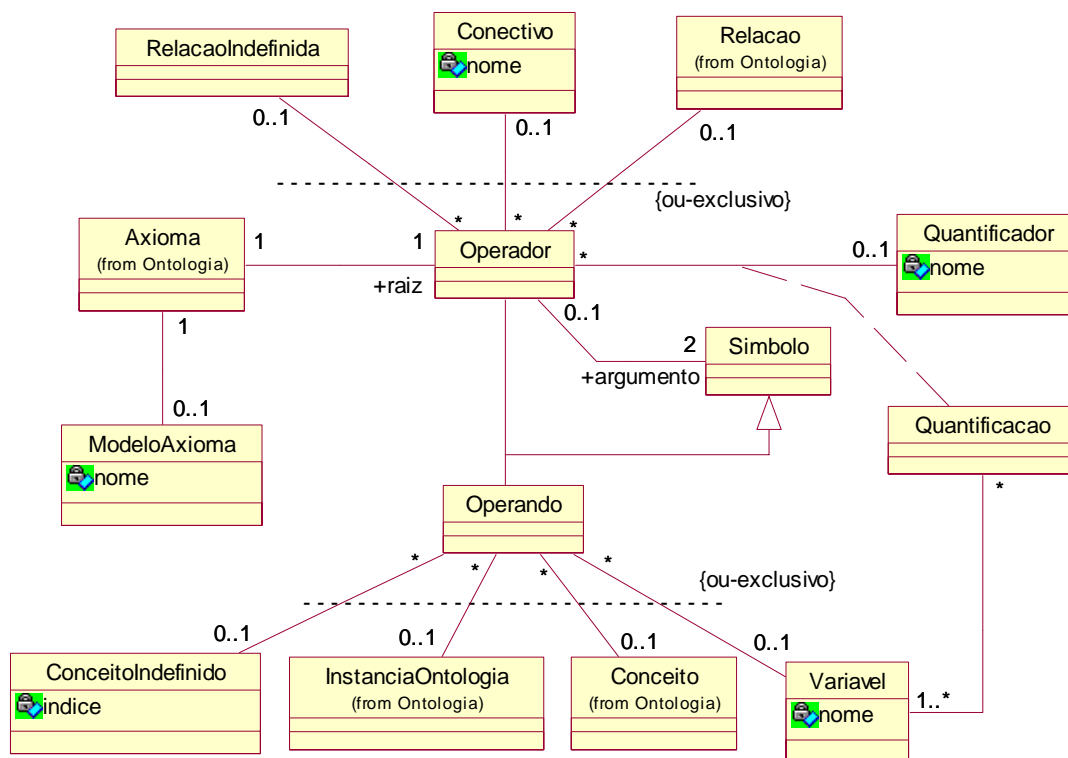 RelacaoIndefinida
Conectivo
nome
Relacao
(from Ontologia)
0..1
0..1
0..1
{ou-exclusivo}
*
*
*
Axioma
(from Ontologia)
1
1
+raiz
Operador
*
0..1
Quantificador
nome
0..1
2
+argumento
Simbolo
1
0..1
ModeloAxioma
nome
Quantificacao
*
Operando
*
*
*
*
{ou-exclusivo}
0..1
0..1
0..1
0..1
ConceitoIndefinido
indice
InstanciaOntologia
(from Ontologia)
Conceito
(from Ontologia)
Variavel
nome
1..*